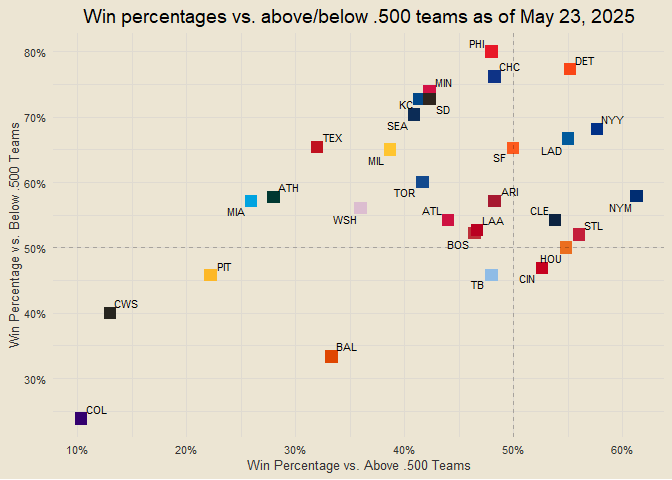 Win percentages vs. above/below .500 teams as of May 23, 2025
Win Percentage vs. Below .500 Teams
80%
70%
60%
50%
40%
30%
PHI
CHC
DET
MIN
KC
SD
SEA
NYY
TEX
MIL
SF
LAD
TOR
ATH
MIA
WSH
ARI
NYM
ATL
LAA
CLE
BOS
STL
HOU
PIT
TB
CIN
CWS
BAL
COL
10%
20%
30%
40%
50%
60%
Win Percentage vs. Above .500 Teams